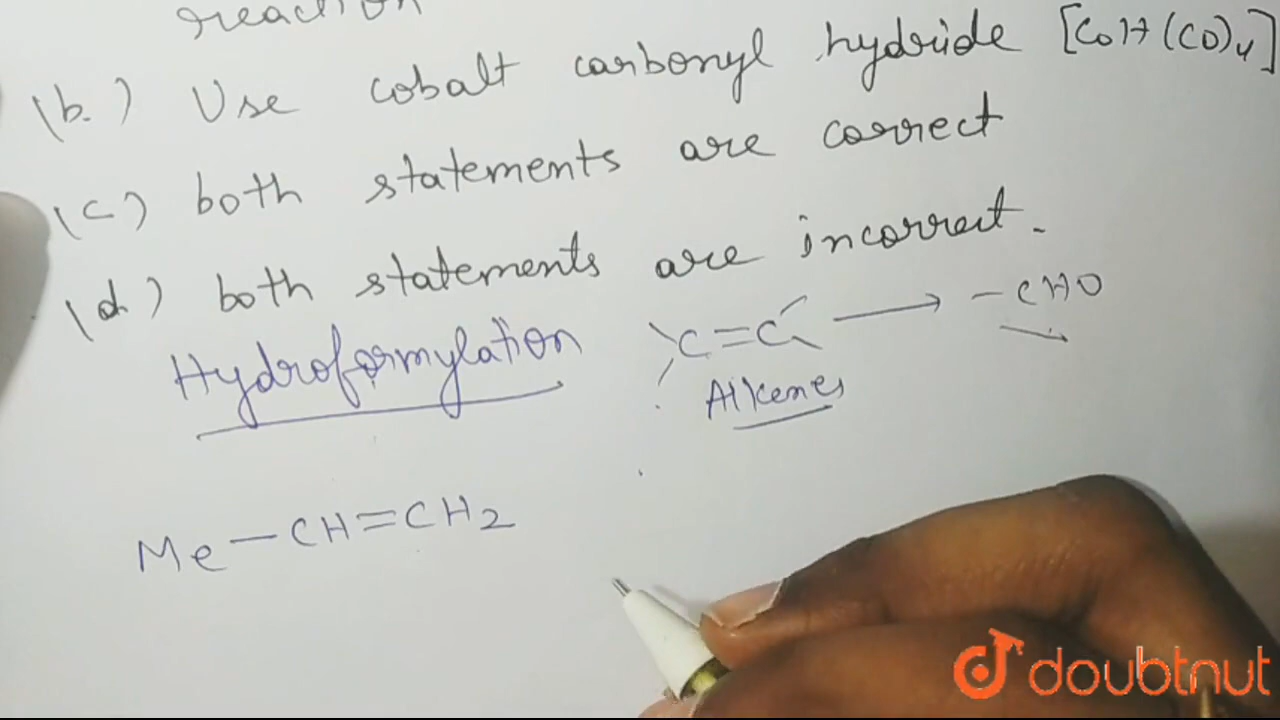 reaction
(b.) Use cobalt carbonyl hydride [CoH(CO)4]
(c) both statements are correct
(d.) both statements are incorrect.
Hydroformylation
C=C → -CHO
Alkenes
Me-CH=CH2
doubtnut